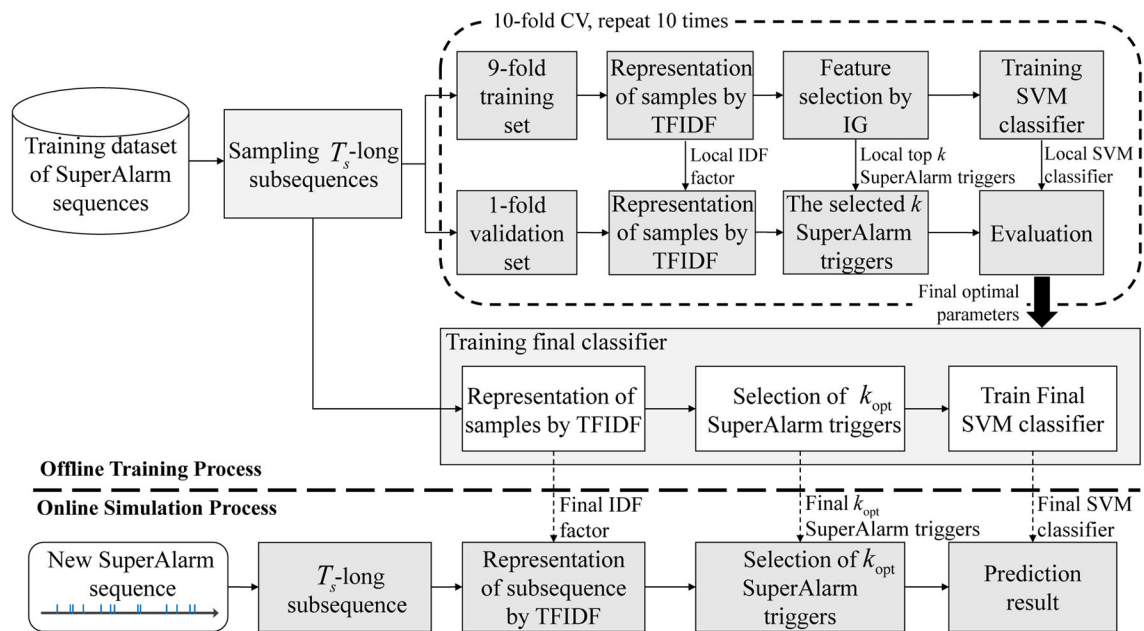 10-fold CV, repeat 10 times
Training dataset
of SuperAlarm
sequences
Sampling Ts-long
subsequences
9-fold
training
set
Representation
of samples by
TFIDF
Feature
selection by
IG
Training
SVM
classifier
Local IDF
factor
Local top k
SuperAlarm triggers
Local SVM
classifier
1-fold
validation
set
Representation
of samples by
TFIDF
The selected k
SuperAlarm
triggers
Evaluation
Final optimal
parameters
Training final classifier
Representation of
samples by TFIDF
Selection of kopt
SuperAlarm triggers
Train Final
SVM classifier
Offline Training Process
Online Simulation Process
Final IDF
factor
Final kopt
SuperAlarm triggers
Final SVM
classifier
New SuperAlarm
sequence
Ts-long
subsequence
Representation
of subsequence
by TFIDF
Selection of kopt
SuperAlarm
triggers
Prediction
result